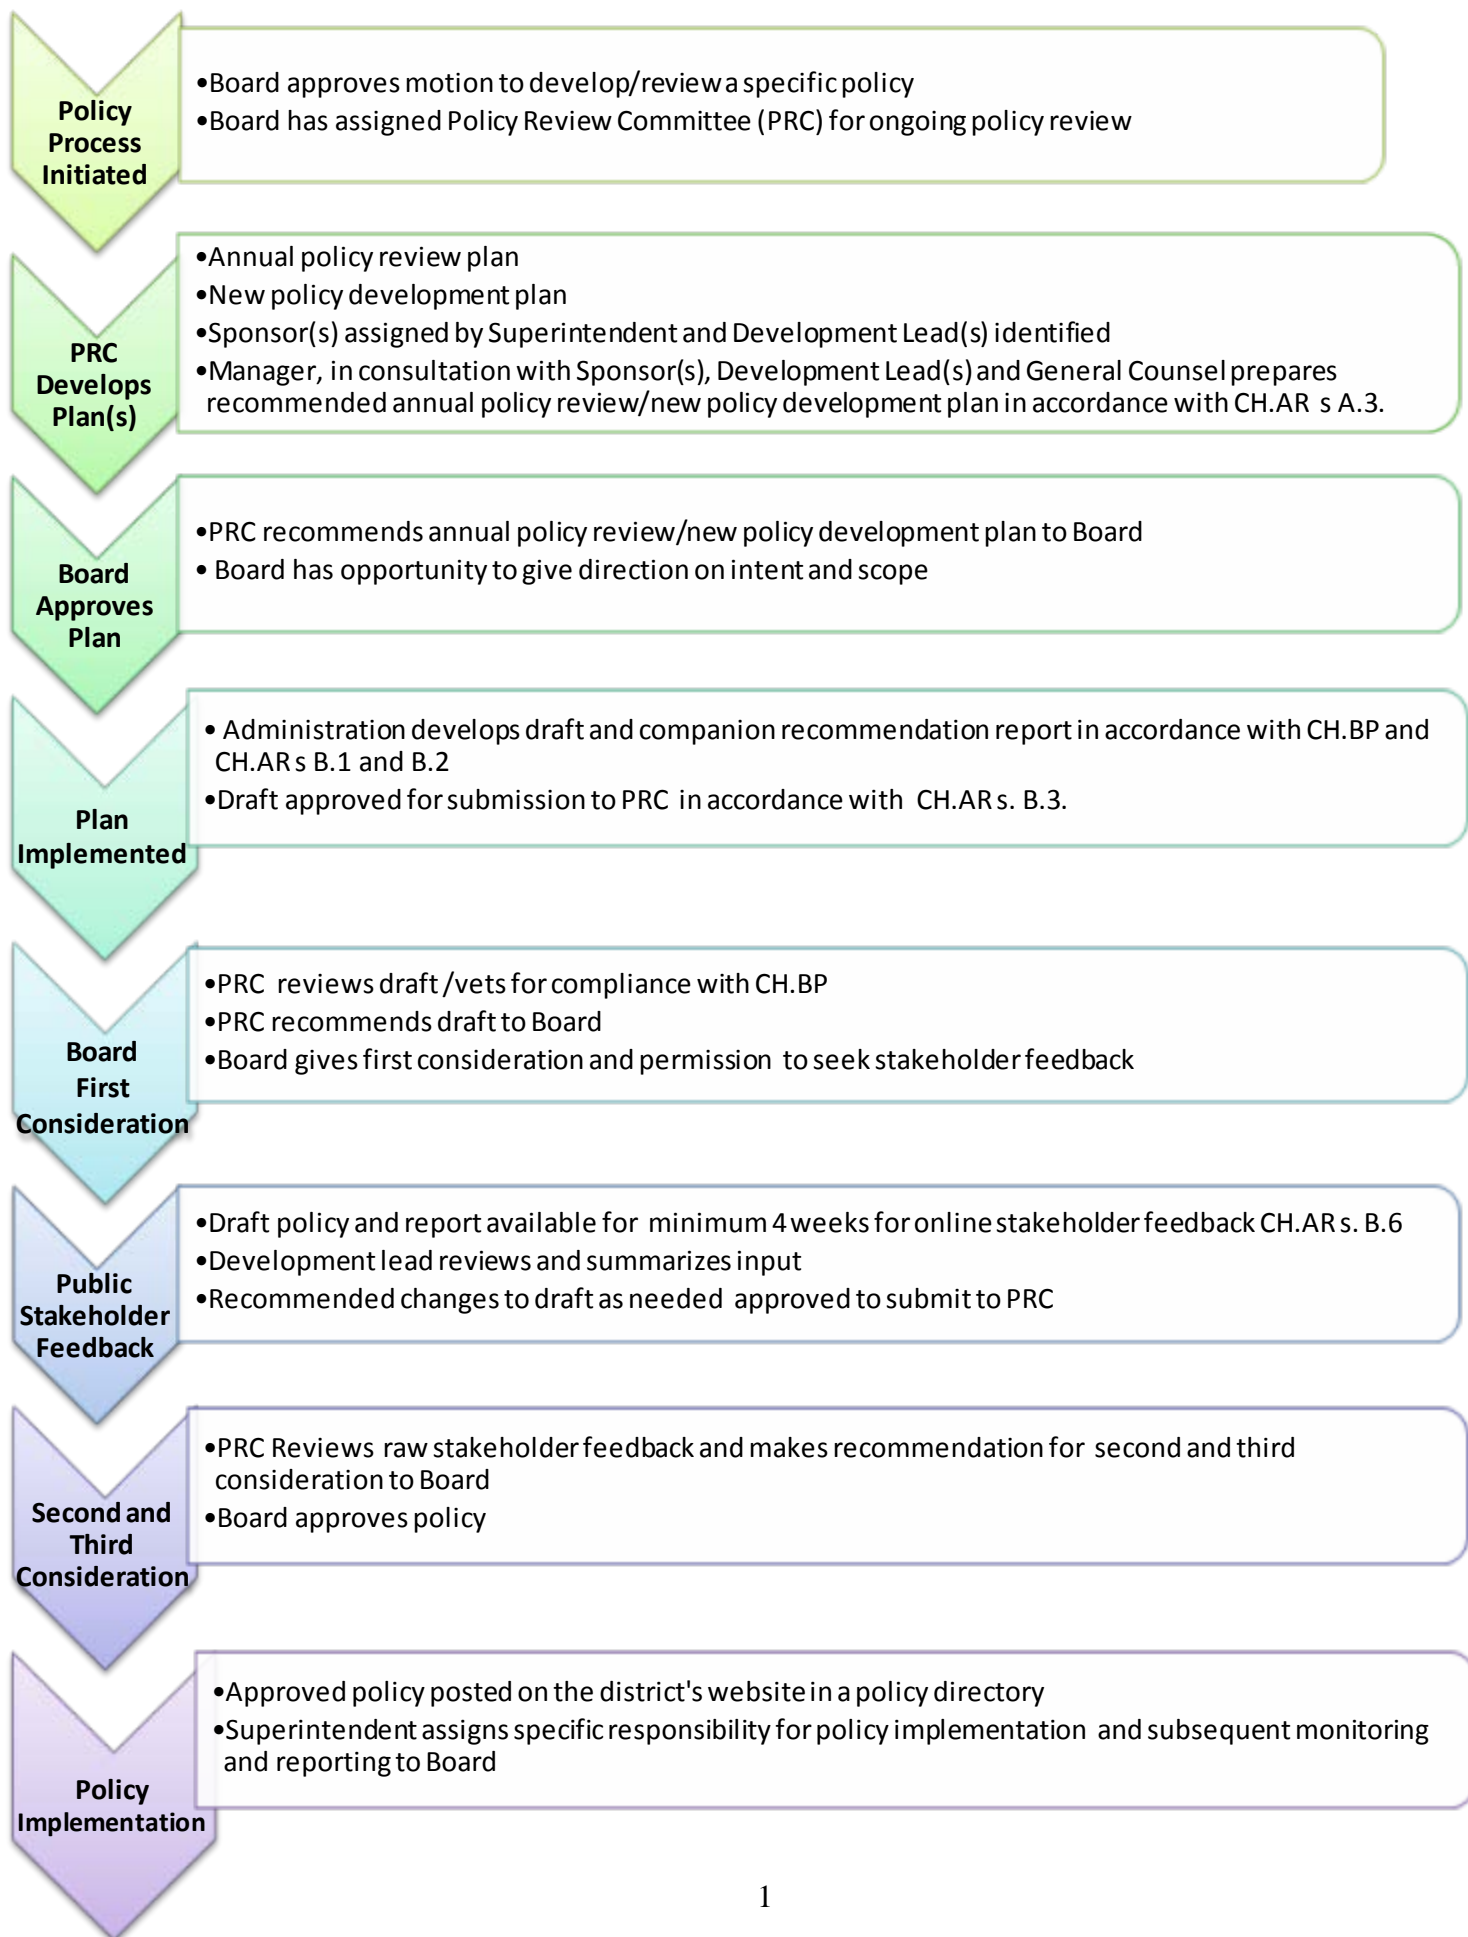 Policy
Process
Initiated
•Board approves motion to develop/review a specific policy
•Board has assigned Policy Review Committee (PRC) for ongoing policy review
PRC
Develops
Plan(s)
•Annual policy review plan
•New policy development plan
•Sponsor(s) assigned by Superintendent and Development Lead(s) identified
•Manager, in consultation with Sponsor(s), Development Lead(s) and General Counsel prepares
recommended annual policy review/new policy development plan in accordance with CH.AR s A.3.
Board
Approves
Plan
•PRC recommends annual policy review/new policy development plan to Board
• Board has opportunity to give direction on intent and scope
Plan
Implemented
• Administration develops draft and companion recommendation report in accordance with CH.BP and
CH.AR s B.1 and B.2
•Draft approved for submission to PRC in accordance with CH.AR s. B.3.
Board
First
Consideration
•PRC reviews draft /vets for compliance with CH.BP
•PRC recommends draft to Board
•Board gives first consideration and permission to seek stakeholder feedback
Public
Stakeholder
Feedback
•Draft policy and report available for minimum 4 weeks for online stakeholder feedback CH.AR s. B.6
•Development lead reviews and summarizes input
•Recommended changes to draft as needed approved to submit to PRC
Second and
Third
Consideration
•PRC Reviews raw stakeholder feedback and makes recommendation for second and third
consideration to Board
•Board approves policy
Policy
Implementation
•Approved policy posted on the district's website in a policy directory
•Superintendent assigns specific responsibility for policy implementation and subsequent monitoring
and reporting to Board
1